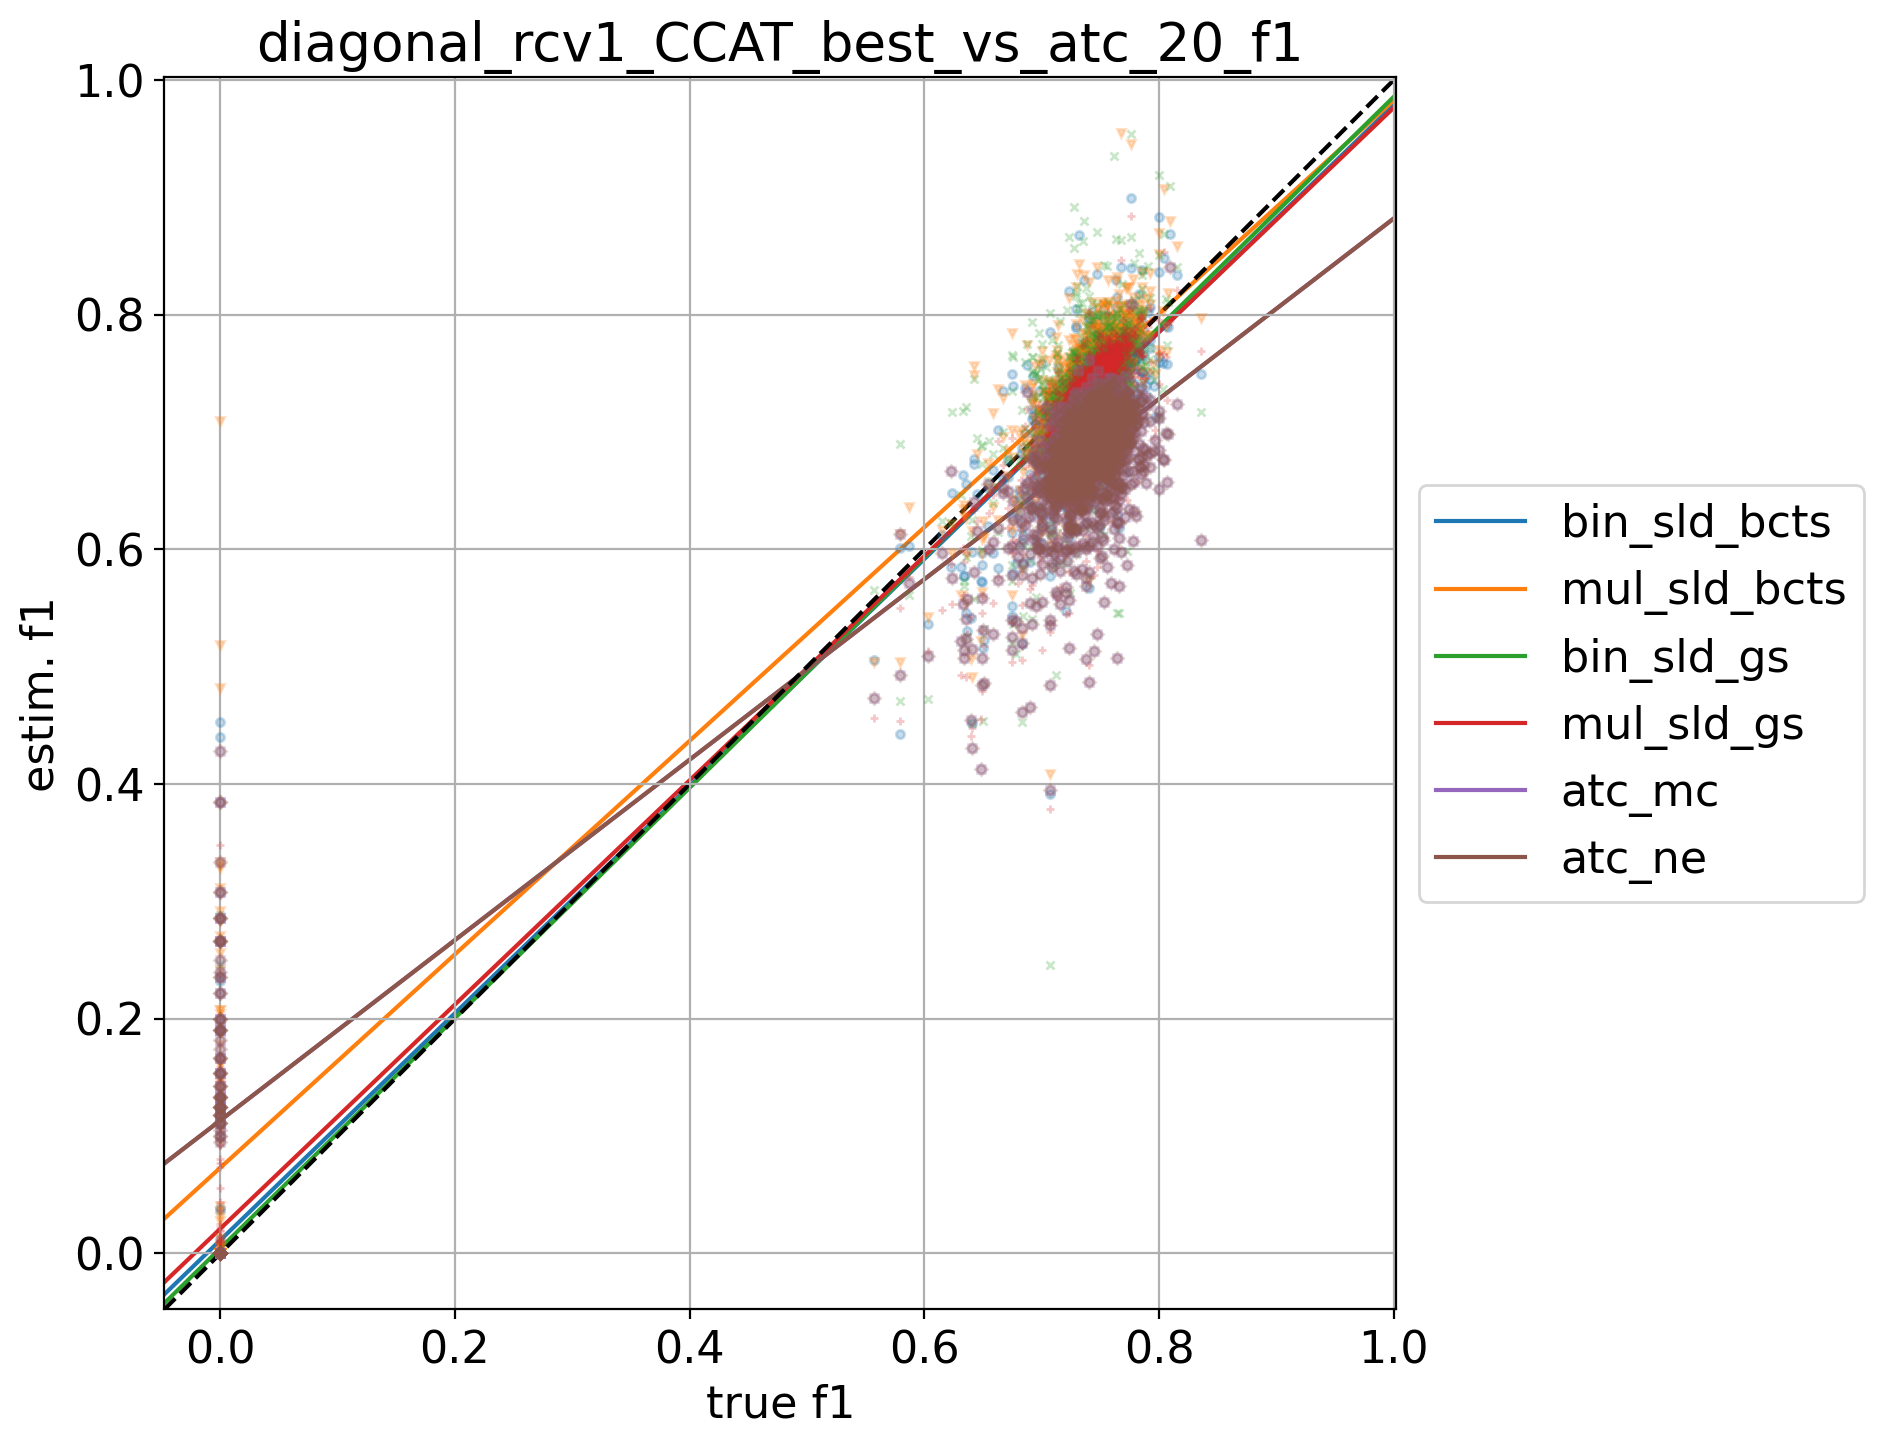 diagonal_rcv1_CCAT_best_vs_atc_20_f1
1.0
0.8
0.6
0.4
0.2
0.0
estim. f1
0.0 0.2 0.4 0.6 0.8 1.0
true f1
bin_sld_bcts
mul_sld_bcts
bin_sld_gs
mul_sld_gs
atc_mc
atc_ne